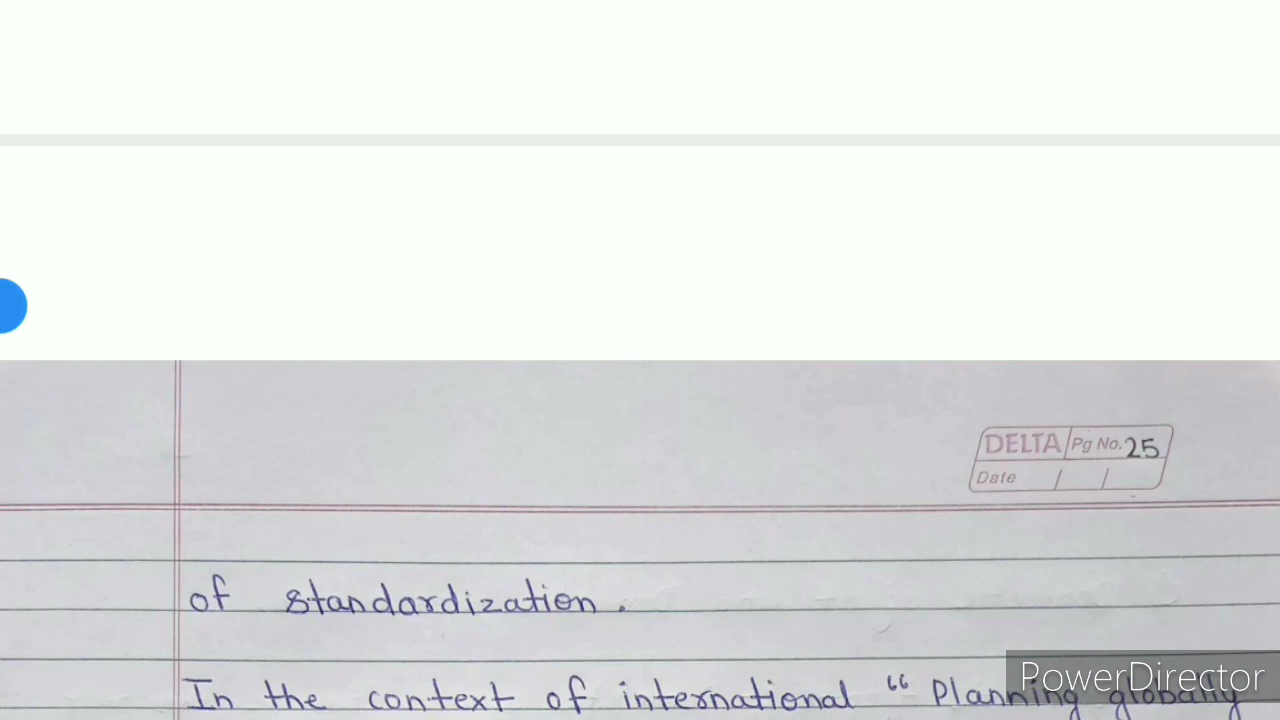 DELTA Pg No. 25
Date / /
of standardization.
In the context of international “ Planning globally
PowerDirector